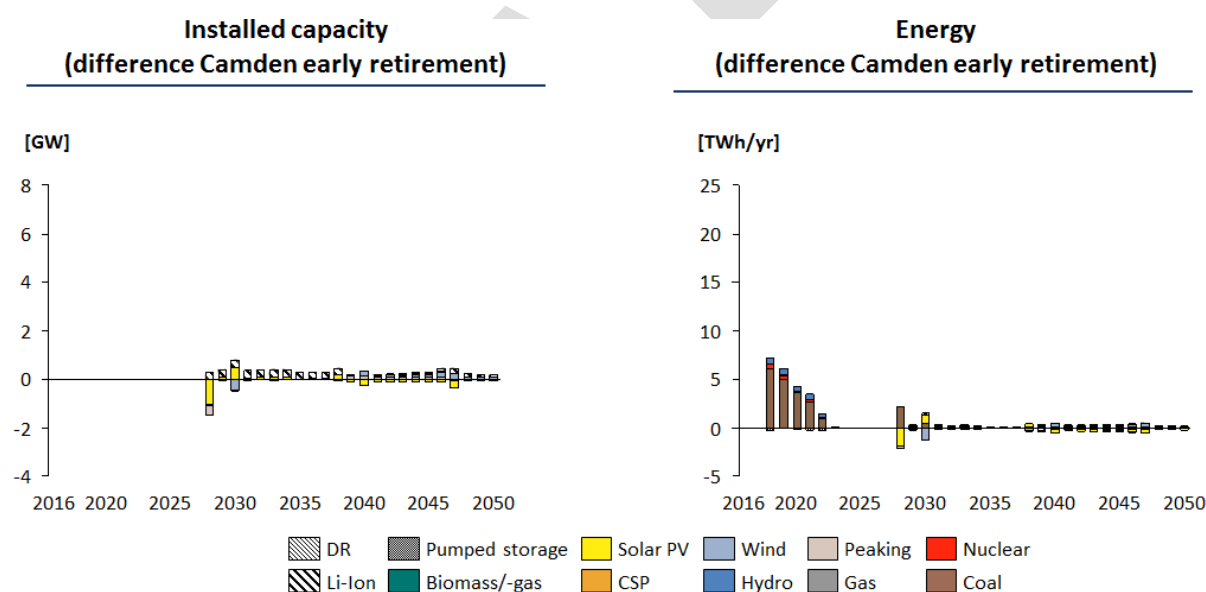 Installed capacity
(difference Camden early retirement)
[GW]
8
6
4
2
0
-2
-4
2016 2020 2025 2030 2035 2040 2045 2050
Energy
(difference Camden early retirement)
[TWh/yr]
25
20
15
10
5
0
-5
2016 2020 2025 2030 2035 2040 2045 2050
DR Pumped storage Solar PV Wind Peaking Nuclear
Li-Ion Biomass/-gas CSP Hydro Gas Coal